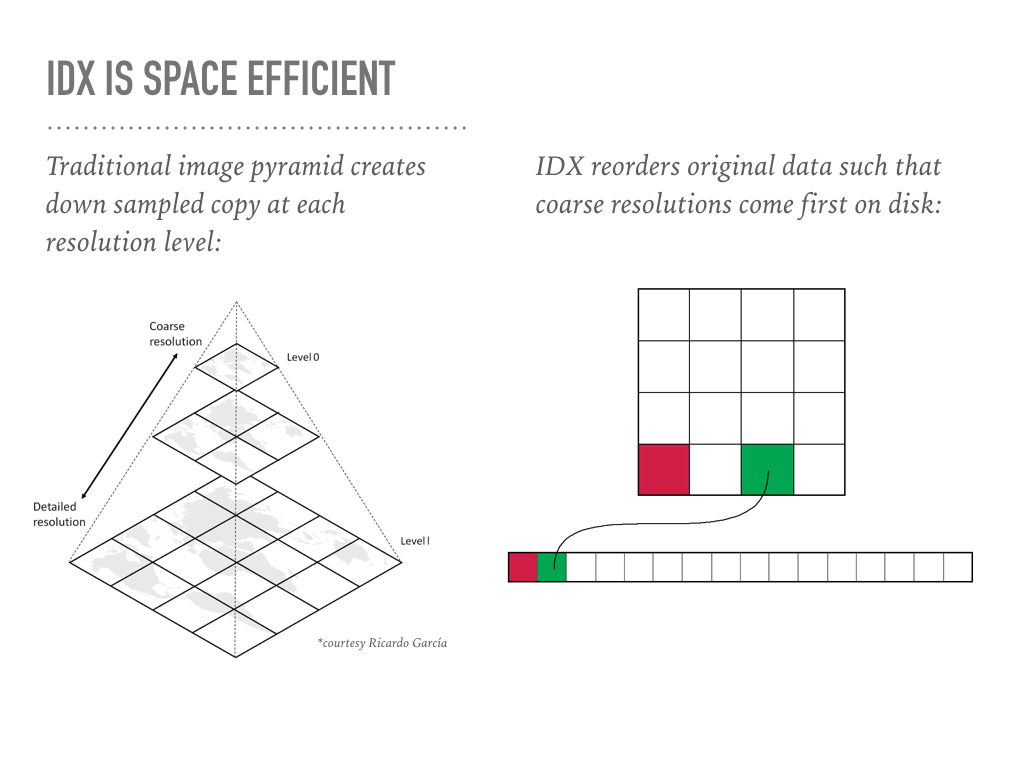 IDX IS SPACE EFFICIENT
Traditional image pyramid creates
down sampled copy at each
resolution level:
IDX reorders original data such that
coarse resolutions come first on disk:
Coarse
resolution
Level 0
Detailed
resolution
Level l
*courtesy Ricardo García